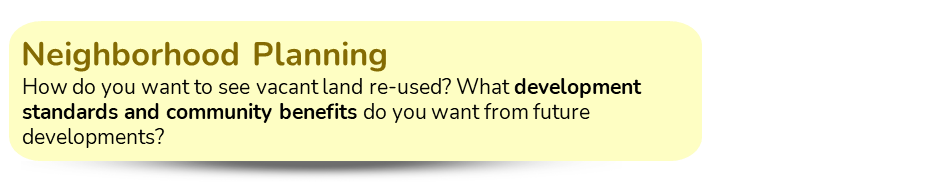 Neighborhood Planning
How do you want to see vacant land re-used? What development
standards and community benefits do you want from future
developments?